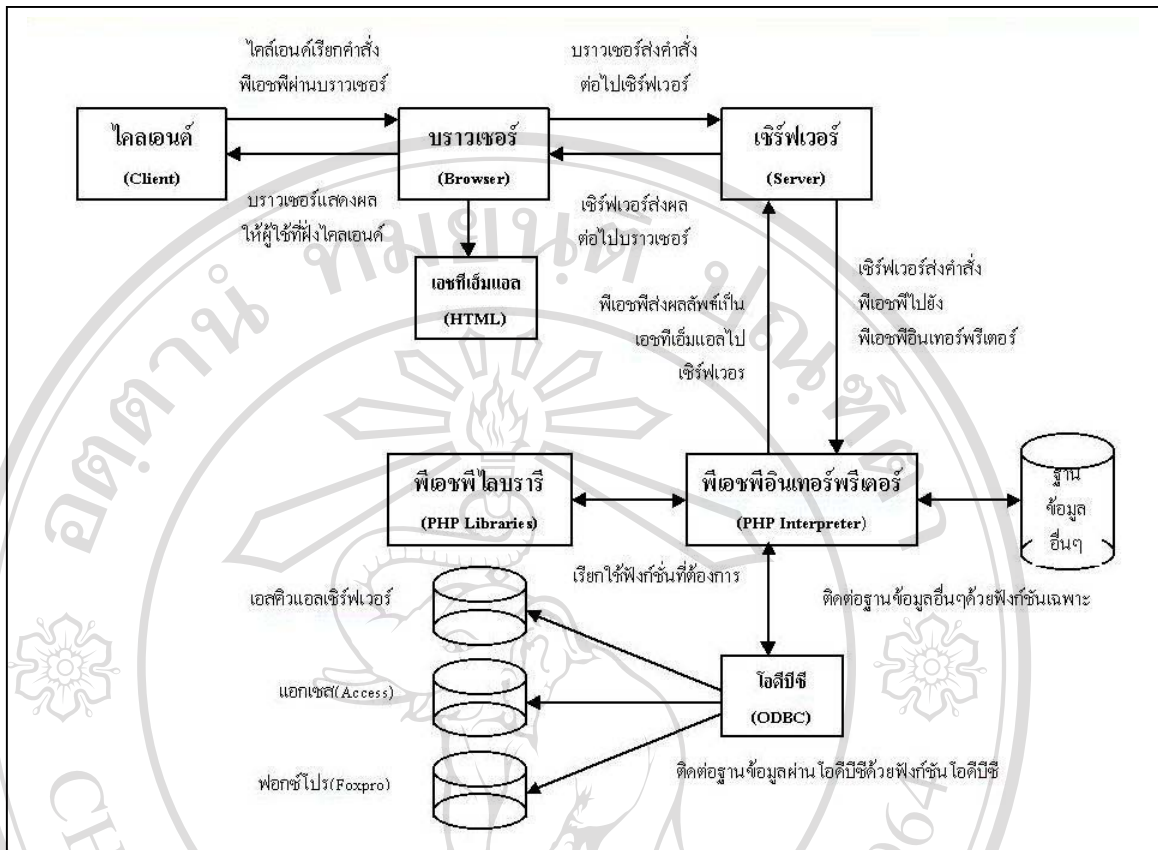 ไคล์เอนด์เรียกคำสั่ง
พีเอชพีผ่านบราวเซอร์
บราวเซอร์ส่งคำสั่ง
ต่อไปเซิร์ฟเวอร์
ไคลเอนต์
(Client)
บราวเซอร์
(Browser)
เซิร์ฟเวอร์
(Server)
บราวเซอร์แสดงผล
ให้ผู้ใช้ที่ฝั่งไคลเอนด์
เซิร์ฟเวอร์ส่งผล
ต่อไปบราวเซอร์
เอชทีเอ็มแอล
(HTML)
เซิร์ฟเวอร์ส่งคำสั่ง
พีเอชพีไปยัง
พีเอชพีอินเทอร์พรีเตอร์
พีเอชพีส่งผลลัพธ์เป็น
เอชทีเอ็มแอลไป
เซิร์ฟเวอร
พีเอชพีไลบรารี
(PHP Libraries)
พีเอชพีอินเทอร์พรีเตอร์
(PHP Interpreter)
ฐาน
ข้อมูล
อื่นๆ
เรียกใช้ฟังก์ชั่นที่ต้องการ
ติดต่อฐานข้อมูลอื่นๆด้วยฟังก์ชันเฉพาะ
เอสคิวแอลเซิร์ฟเวอร์
แอกเซส(Access)
ฟอกซ์โปร(Foxpro)
โอดีบีซี
(ODBC)
ติดต่อฐานข้อมูลผ่านโอดีบีซีด้วยฟังก์ชันโอดีบีซี
อตฺตานํ ทมยนฺติ ปณฺฑิตา
CH
964